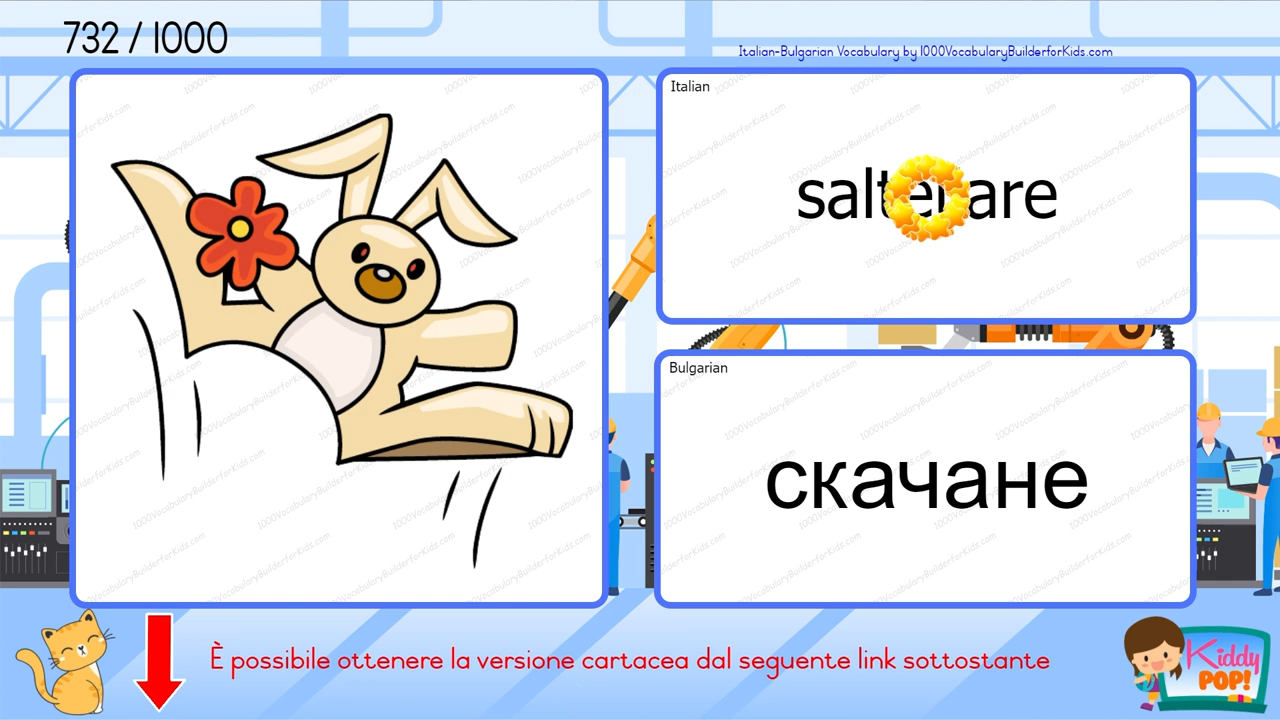 732 / 1000
Italian-Bulgarian Vocabulary by 1000VocabularyBuilderforKids.com
Italian
Bulgarian
скачане
È possibile ottenere la versione cartacea dal seguente link sottostante
Kiddy
POP!